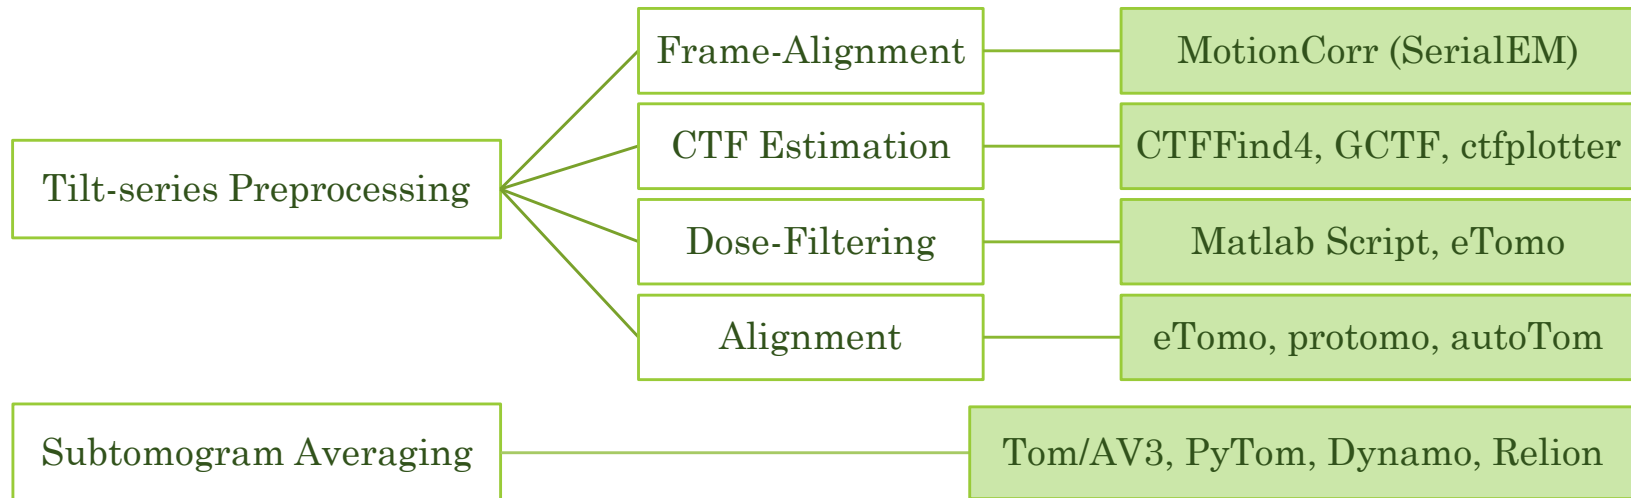 Frame-Alignment
MotionCorr (SerialEM)
CTF Estimation
CTFFind4, GCTF, ctfplotter
Tilt-series Preprocessing
Dose-Filtering
Matlab Script, eTomo
Alignment
eTomo, protomo, autoTom
Subtomogram Averaging
Tom/AV3, PyTom, Dynamo, Relion